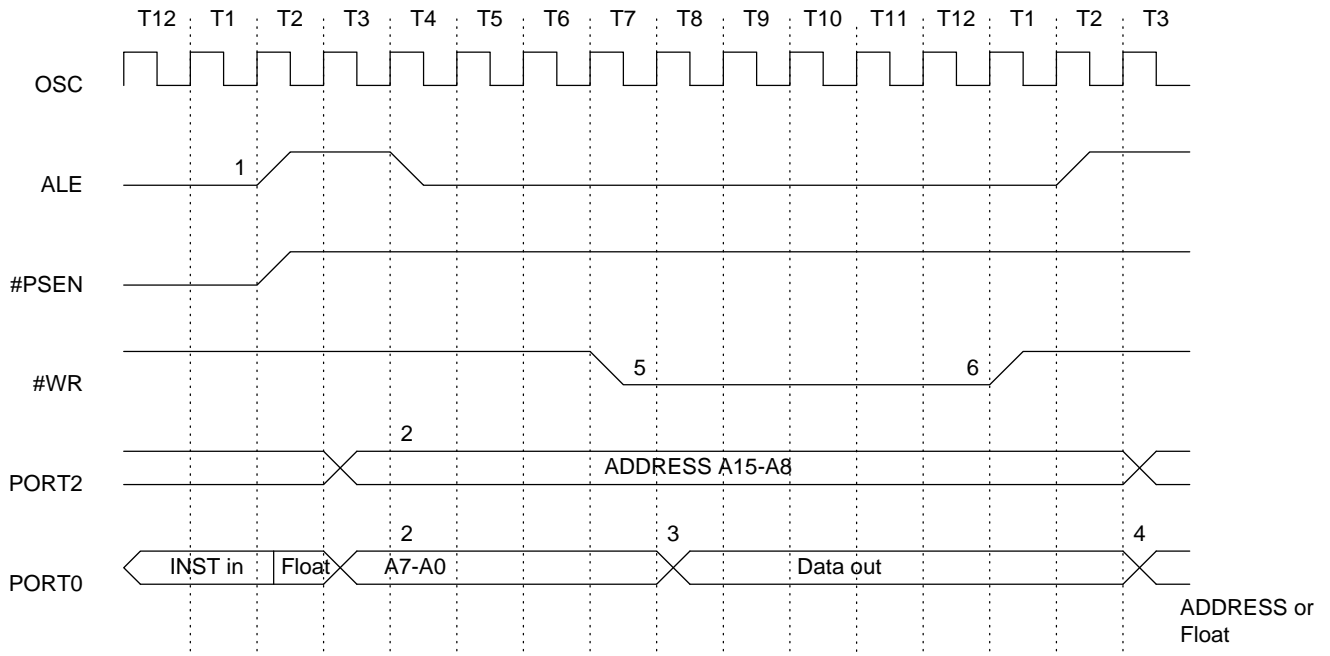 T12 T1 T2 T3 T4 T5 T6 T7 T8 T9 T10 T11 T12 T1 T2 T3
OSC
1
ALE
#PSEN
5 6
#WR
2
ADDRESS A15-A8
PORT2
2 3 4
INST in Float A7-A0 Data out
PORT0
ADDRESS or
Float